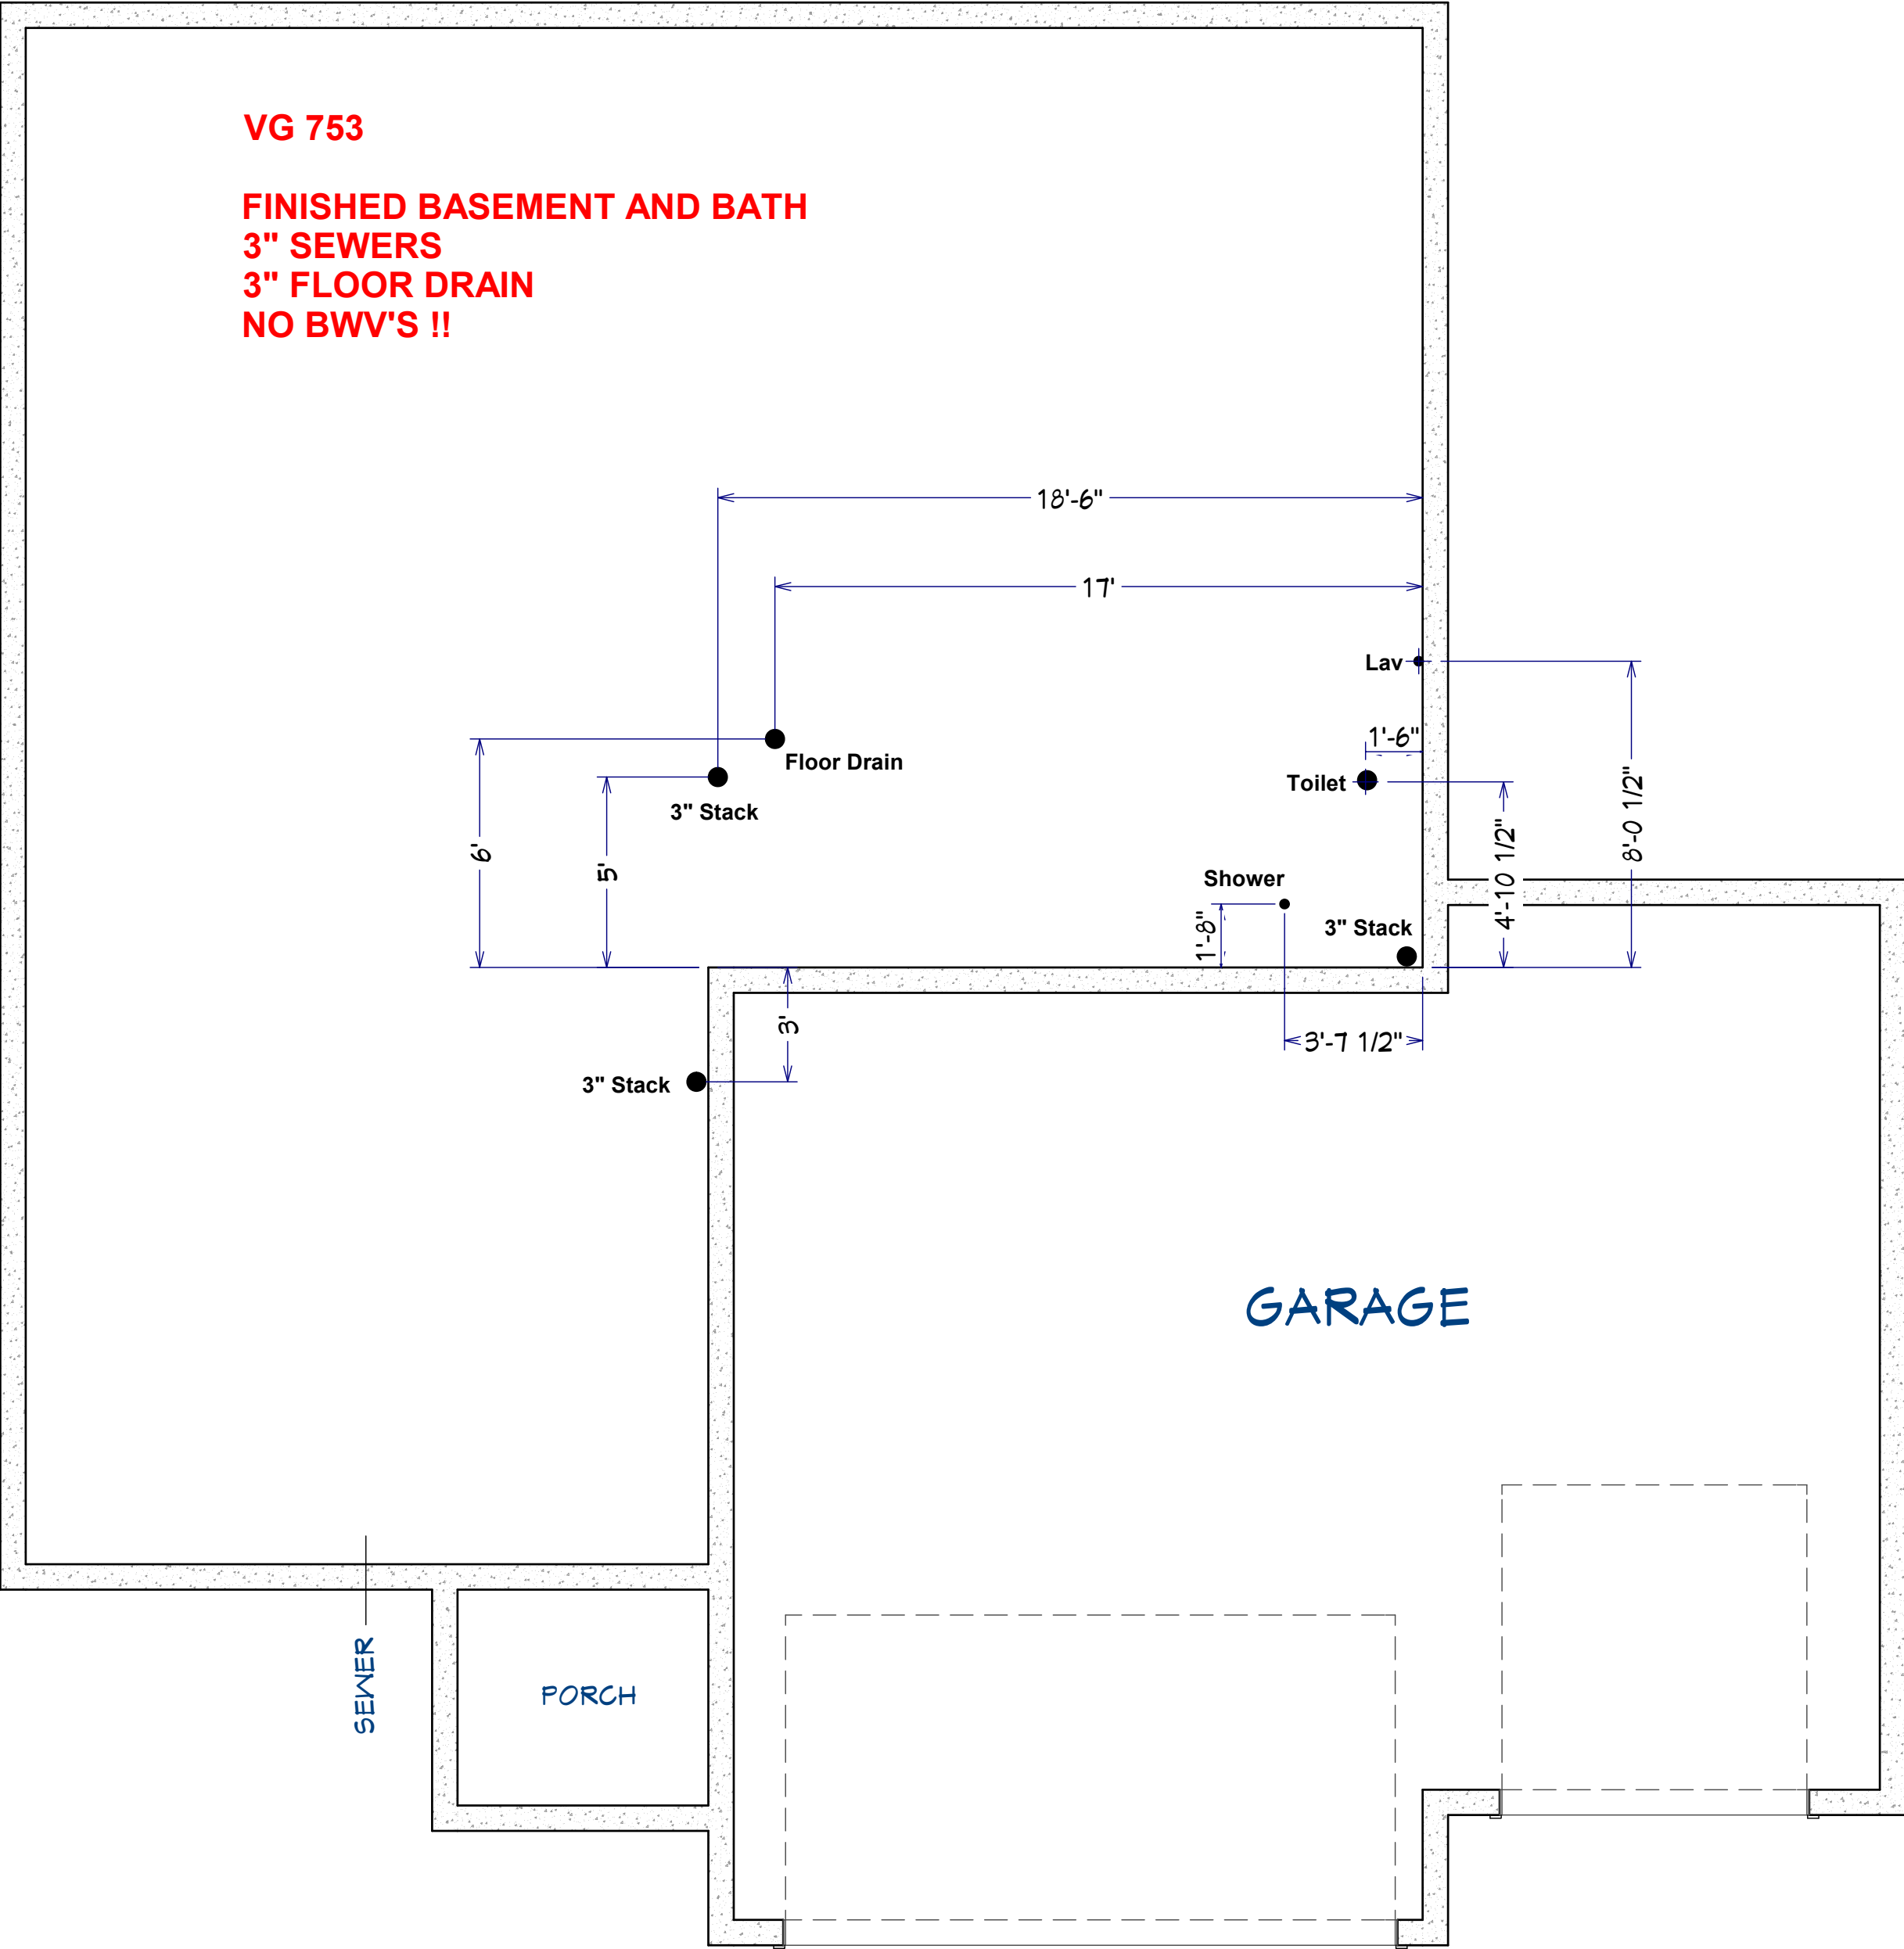 VG 753
FINISHED BASEMENT AND BATH
3" SEWERS
3" FLOOR DRAIN
NO BWV'S !!
18'-6"
17'
Lav
1'-6"
Floor Drain
Toilet
3" Stack
8'-0 1/2"
6'
5'
4'-10 1/2"
Shower
1'-8"
3" Stack
3'
3'-7 1/2"
3" Stack
GARAGE
SEWER
PORCH